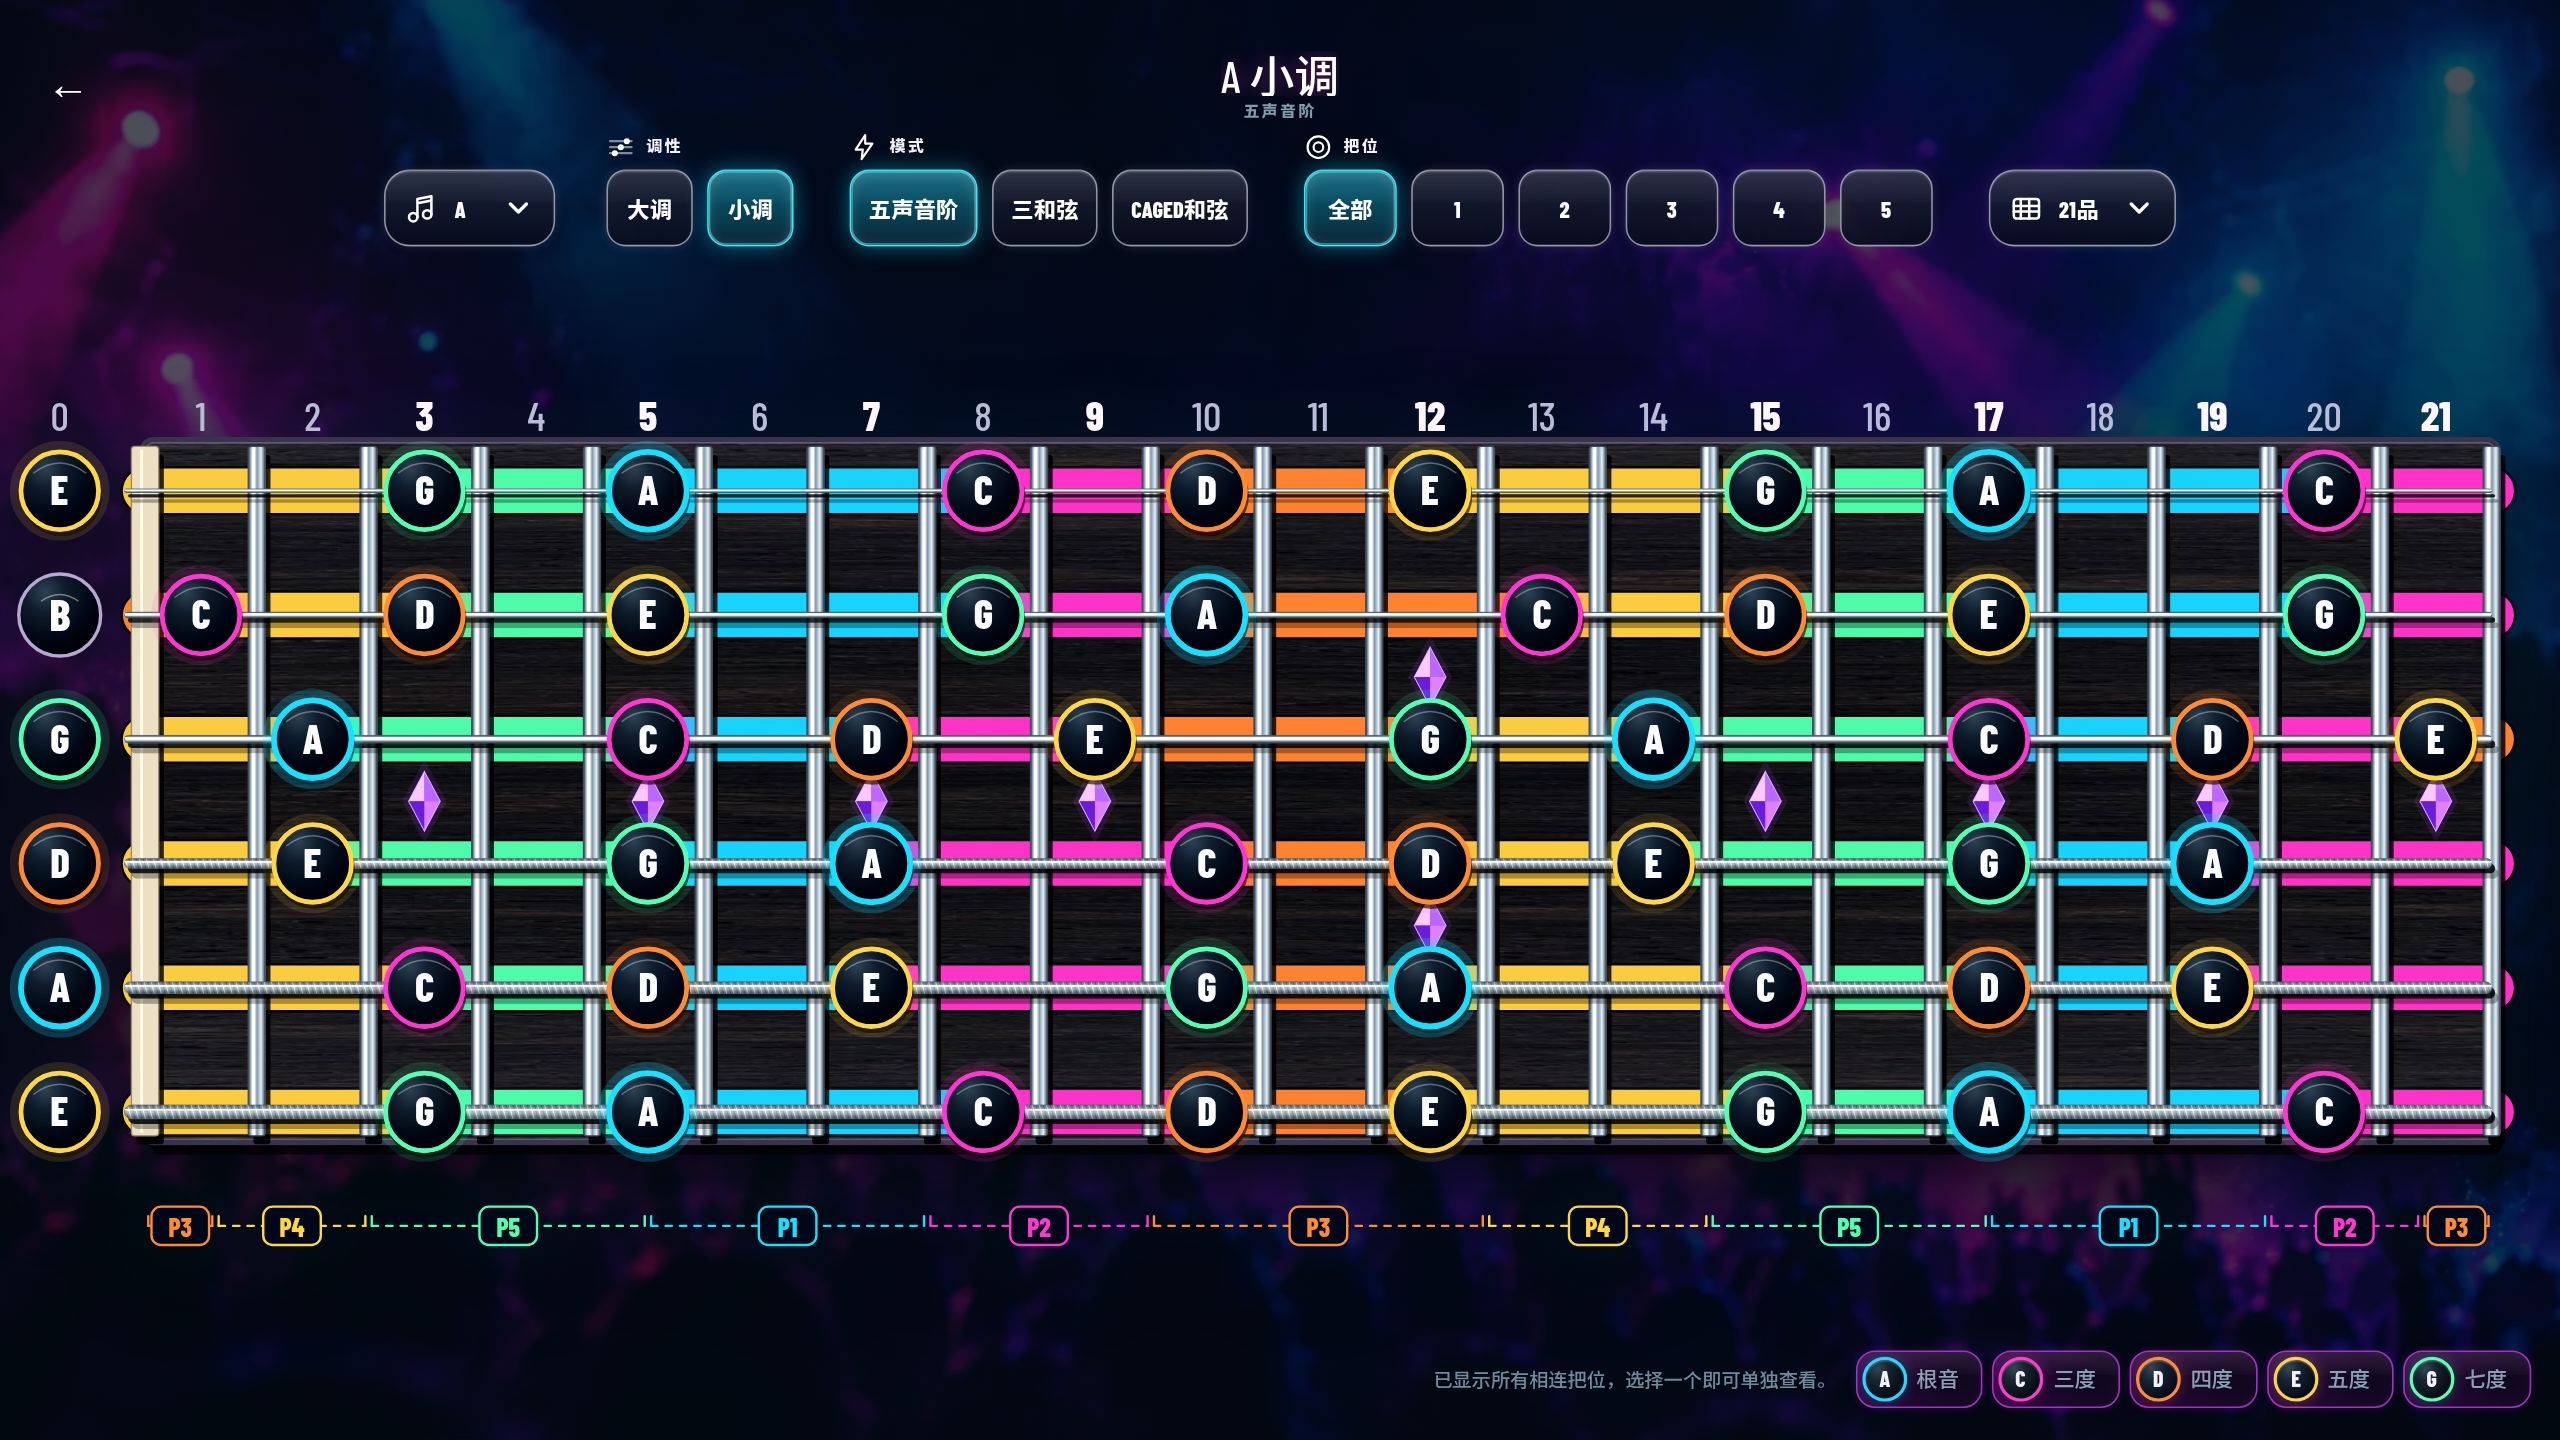 ←
A 小调
五声音阶
调性
模式
把位
A
大调
小调
五声音阶
三和弦
CAGED和弦
全部
1
2
3
4
5
21品
0 1 2 3 4 5 6 7 8 9 10 11 12 13 14 15 16 17 18 19 20 21
E G A C D E G A C
B C D E G A C D E G
G A C D E G A C D E
D E G A C D E G A
A C D E G A C D E
E G A C D E G A C
P3 P4 P5 P1 P2 P3 P4 P5 P1 P2 P3
已显示所有相连把位，选择一个即可单独查看。
A 根音
C 三度
D 四度
E 五度
G 七度